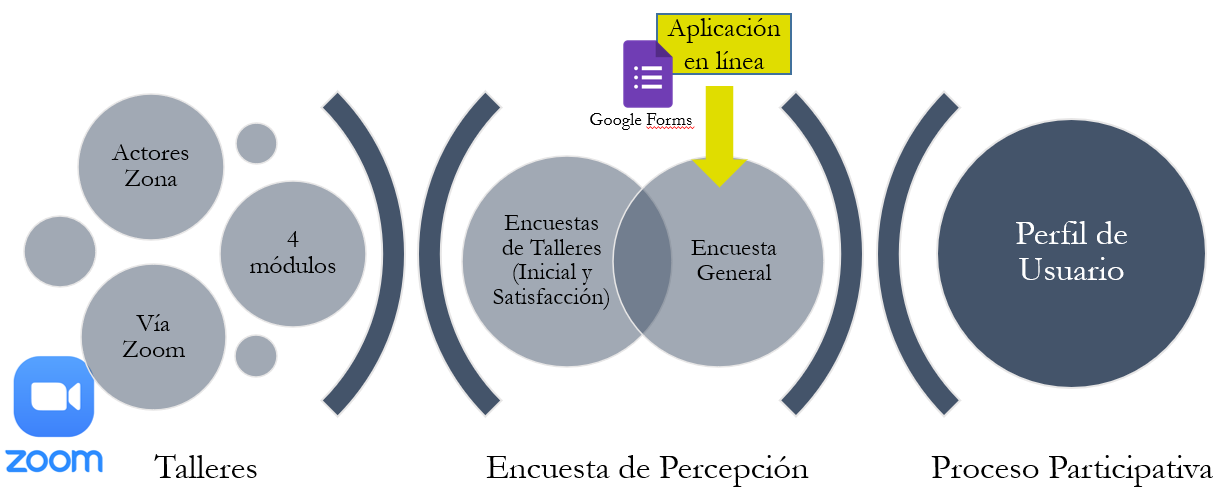 Aplicación
en línea
Google Forms
Actores
Zona
4
módulos
Vía
Zoom
zoom
Encuestas
de Talleres
(Inicial y
Satisfacción)
Encuesta
General
Perfil de
Usuario
Talleres
Encuesta de Percepción
Proceso Participativa